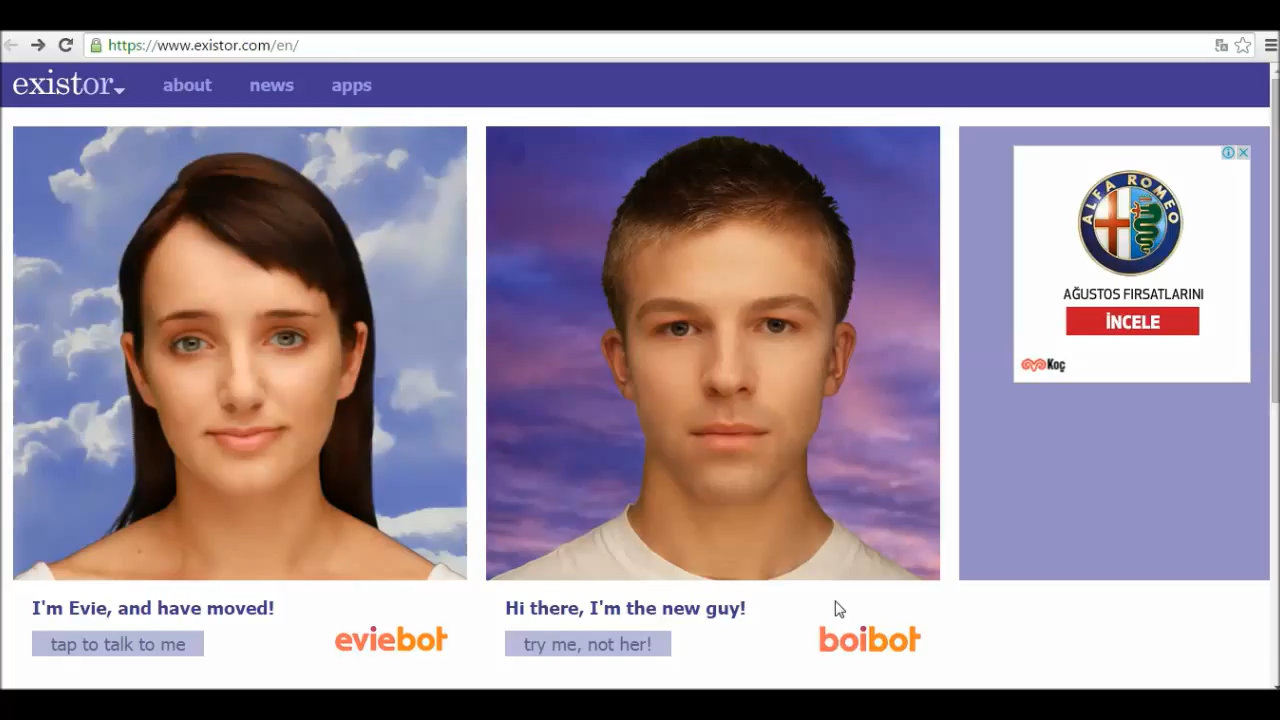 https://www.existor.com/en/
existor
about
news
apps
ALFA ROMEO
AĞUSTOS FIRSATLARINI
İNCELE
Koç
I'm Evie, and have moved!
tap to talk to me
eviebot
Hi there, I'm the new guy!
try me, not her!
boibot